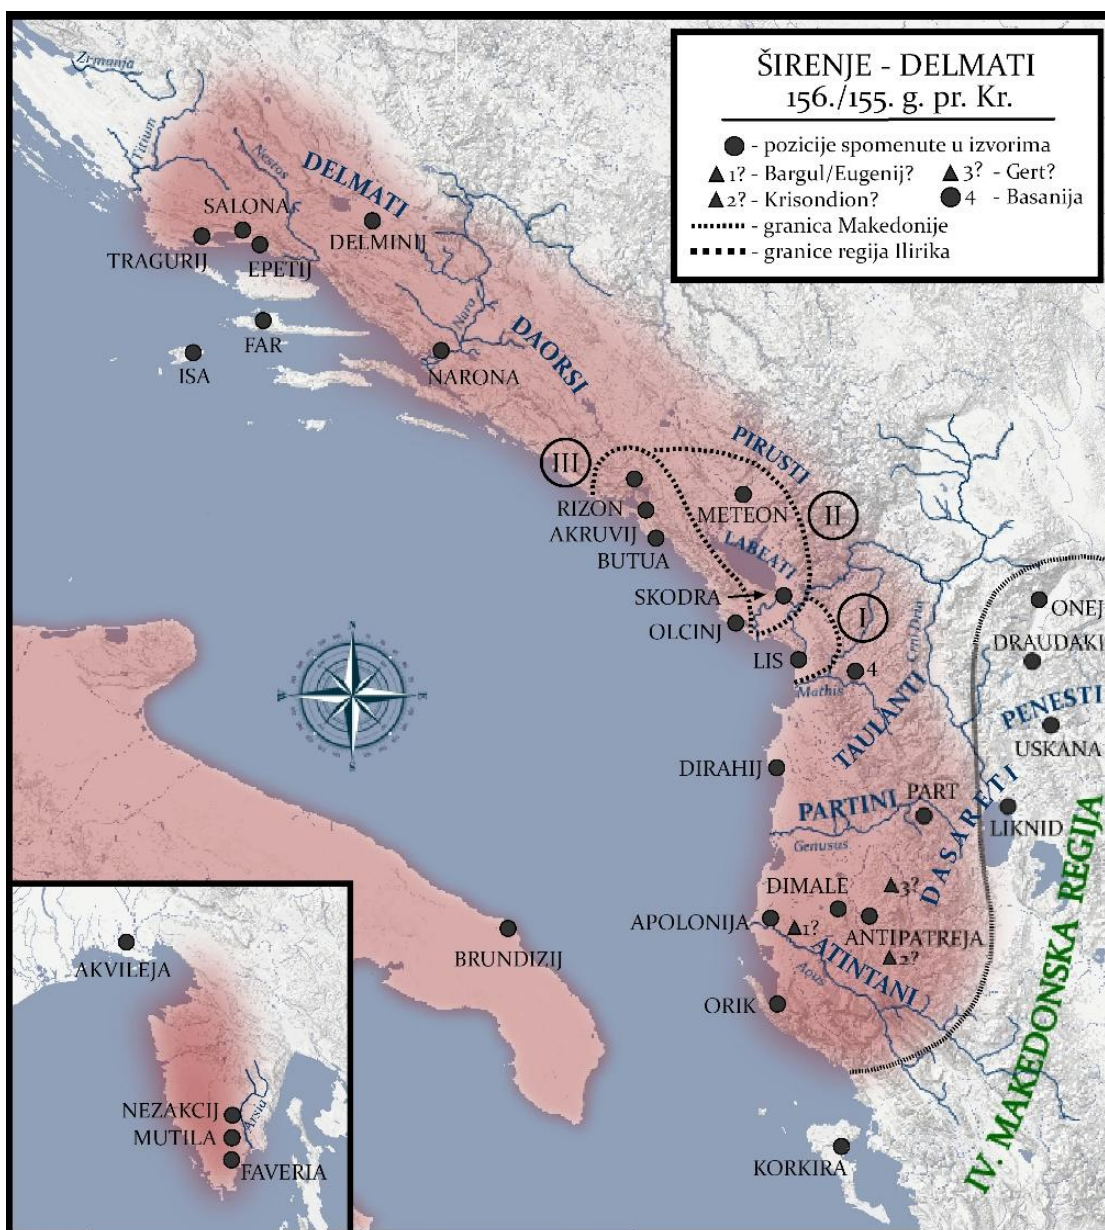 ŠIRENJE - DELMATI
156./155. g. pr. Kr.
- pozicije spomenute u izvorima
1? - Bargul/Eugenij?
3? - Gert?
2? - Krisondion?
4 - Basanija
- granica Makedonije
- granice regija Ilirika
Zrmanja
Titium
Nestos
DELMATI
SALONA
TRAGURIJ
EPETIJ
DELMINIJ
FAR
ISA
Naro
NARONA
DAORSI
PIRUSTI
III
II
I
RIZON
METEON
AKRUVIJ
BUTUA
LABEATI
SKODRA
OLCINJ
LIS
4
Mathis
Crni Drin
ONEJ
DRAUDAKI
PENESTI
USKANA
TAULANTI
DIRAHIJ
PARTINI
PART
Genusus
DASARETI
LIKNID
DIMALE
3?
APOLONIJA
1?
ANTIPATREJA
2?
ATINTANI
Aous
ORIK
IV. MAKEDONSKA REGIJA
BRUNDIZIJ
KORKIRA
N
E
S
W
AKVILEJA
NEZAKCIJ
Arsia
MUTILA
FAVERIA